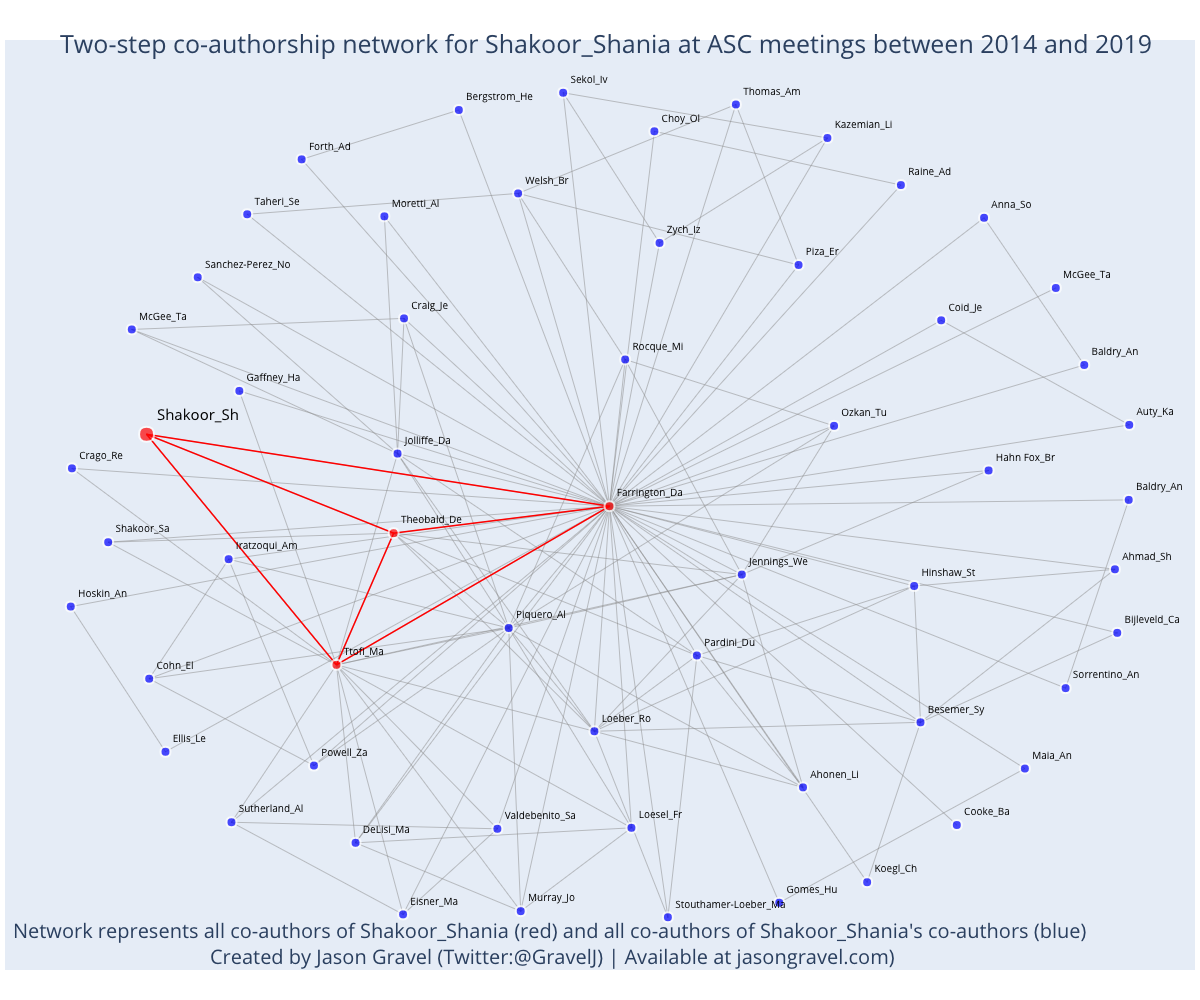 Two-step co-authorship network for Shakoor_Shania at ASC meetings between 2014 and 2019
Sekol_Iv
Thomas_Am
Bergstrom_He
Choy_Ol
Kazemian_Li
Forth_Ad
Raine_Ad
Welsh_Br
Taheri_Se
Moretti_Al
Anna_So
Zych_Iz
Piza_Er
Sanchez-Perez_No
McGee_Ta
Craig_Je
Coid_Je
McGee_Ta
Rocque_Mi
Baldry_An
Gaffney_Ha
Shakoor_Sh
Ozkan_Tu
Auty_Ka
Jolliffe_Da
Crago_Re
Hahn Fox_Br
Farrington_Da
Baldry_An
Theobald_De
Shakoor_Sa
Iratzoqui_Am
Jennings_We
Ahmad_Sh
Hinshaw_St
Hoskin_An
Piquero_Al
Bijleveld_Ca
Ttofi_Ma
Pardini_Du
Cohn_El
Sorrentino_An
Loeber_Ro
Besemer_Sy
Ellis_Le
Powell_Za
Maia_An
Ahonen_Li
Sutherland_Al
Valdebenito_Sa
Loesel_Fr
Cooke_Ba
DeLisi_Ma
Koegl_Ch
Gomes_Hu
Eisner_Ma
Murray_Jo
Stouthamer-Loeber_Ma
Network represents all co-authors of Shakoor_Shania (red) and all co-authors of Shakoor_Shania's co-authors (blue)
Created by Jason Gravel (Twitter:@GravelJ) | Available at jasongravel.com)